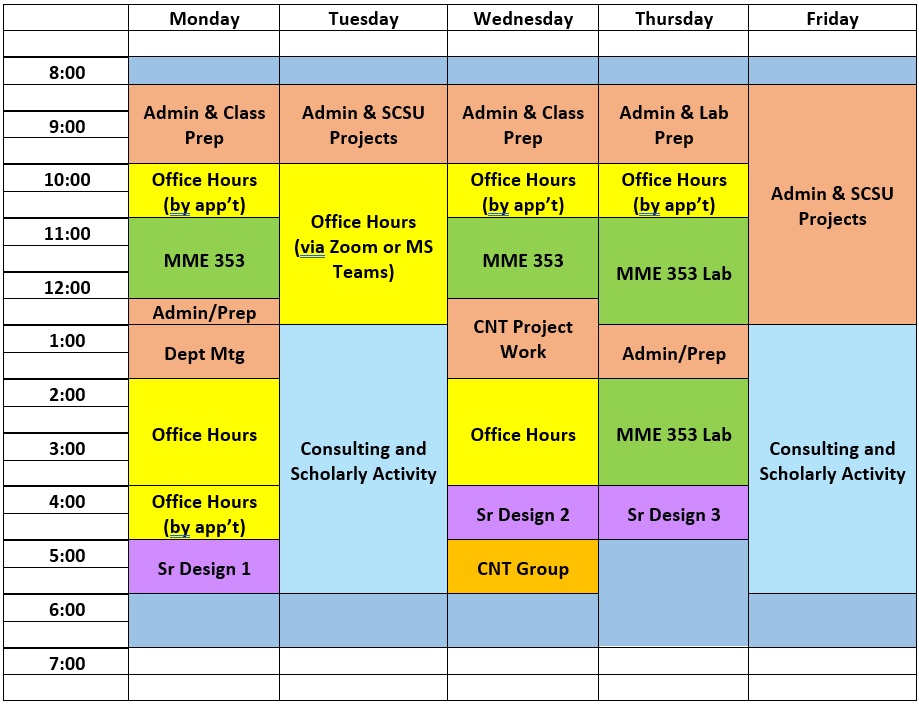 Monday Tuesday Wednesday Thursday Friday
8:00
9:00
Admin & Class
Prep
Admin & SCSU
Projects
Admin & Class
Prep
Admin & Lab
Prep
Admin & SCSU
Projects
10:00
Office Hours
(by app’t)
Office Hours
(via Zoom or MS
Teams)
Office Hours
(by app’t)
Office Hours
(by app’t)
11:00
MME 353
MME 353
MME 353 Lab
12:00
Admin/Prep
CNT Project
Work
1:00
Dept Mtg
Admin/Prep
2:00
3:00
Office Hours
Consulting and
Scholarly Activity
Office Hours
MME 353 Lab
Consulting and
Scholarly Activity
4:00
Office Hours
(by app’t)
Sr Design 2
Sr Design 3
5:00
Sr Design 1
CNT Group
6:00
7:00